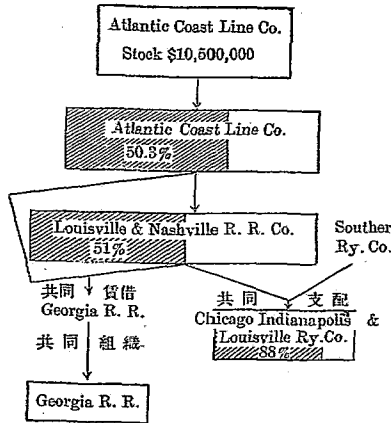 Atlantic Coast Line Co.
Stock $10,500,000
Atlantic Coast Line Co.
50.3%
Louisville & Nashville R. R. Co.
51%
Souther
Ry. Co.
共同 賃借
Georgia R. R.
共同 組織
共同 支配
Chicago Indianapolis &
Louisville Ry. Co.
88%
Georgia R. R.